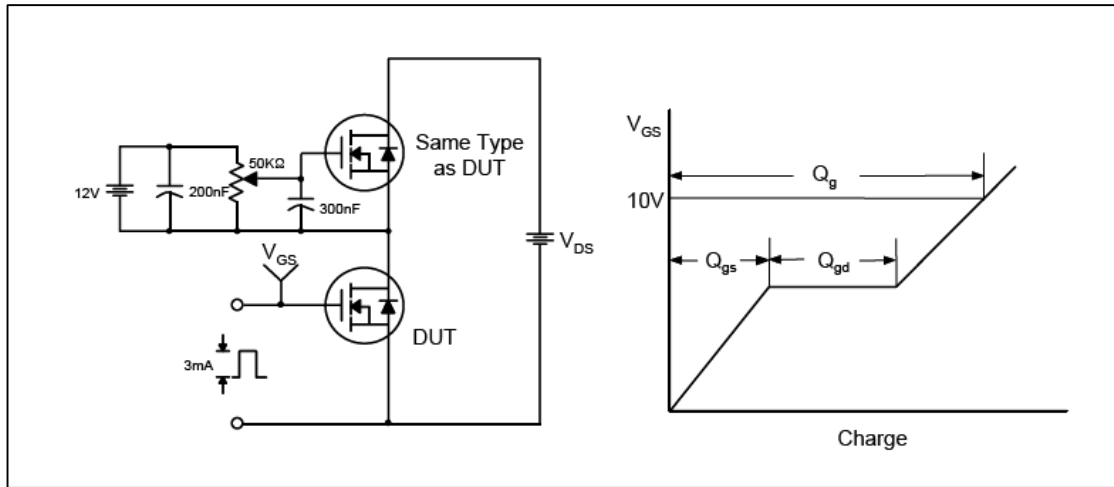 Same Type
as DUT
50KΩ
12V
200nF
300nF
V_DS
V_GS
DUT
3mA
V_GS
Q_g
10V
Q_gs
Q_gd
Charge